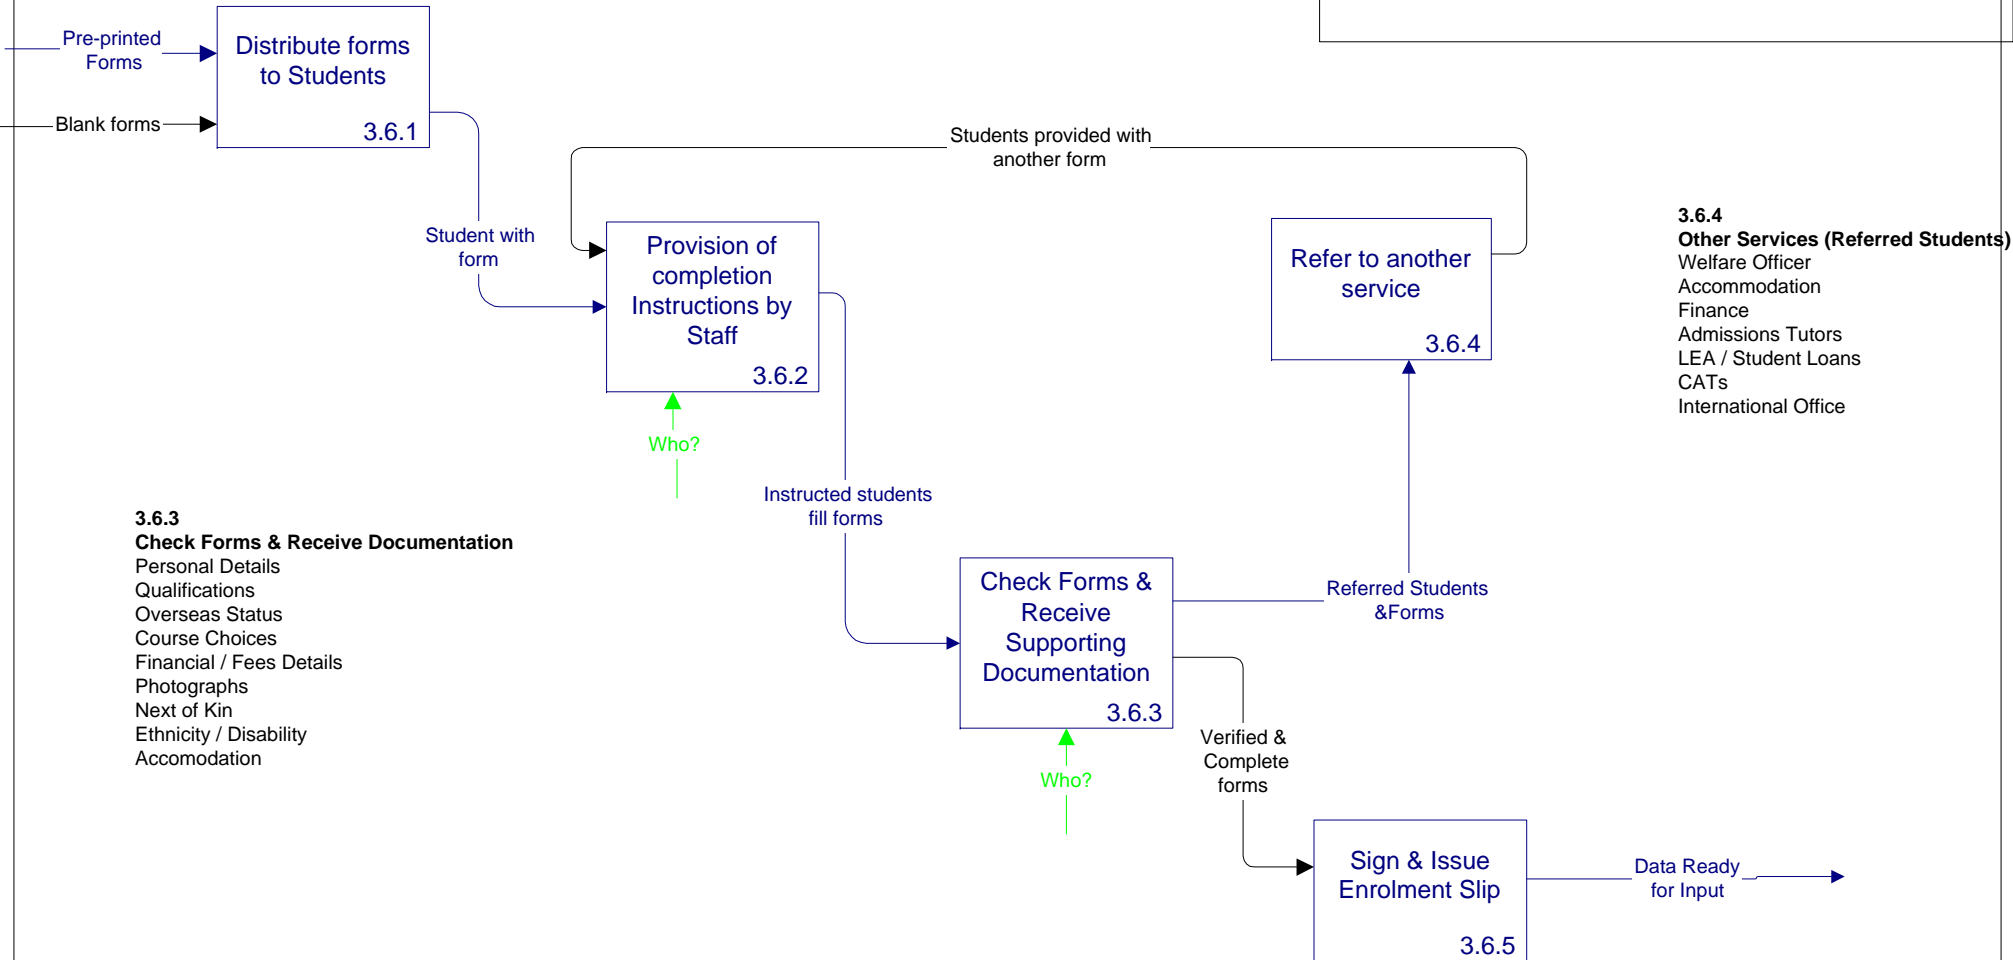 Pre-printed
Forms
Blank forms
Distribute forms
to Students
3.6.1
Student with
form
Students provided with
another form
Provision of
completion
Instructions by
Staff
3.6.2
Who?
Refer to another
service
3.6.4
3.6.4
Other Services (Referred Students)
Welfare Officer
Accommodation
Finance
Admissions Tutors
LEA / Student Loans
CATs
International Office
Instructed students
fill forms
3.6.3
Check Forms & Receive Documentation
Personal Details
Qualifications
Overseas Status
Course Choices
Financial / Fees Details
Photographs
Next of Kin
Ethnicity / Disability
Accomodation
Check Forms &
Receive
Supporting
Documentation
3.6.3
Who?
Referred Students
&Forms
Verified &
Complete
forms
Sign & Issue
Enrolment Slip
3.6.5
Data Ready
for Input